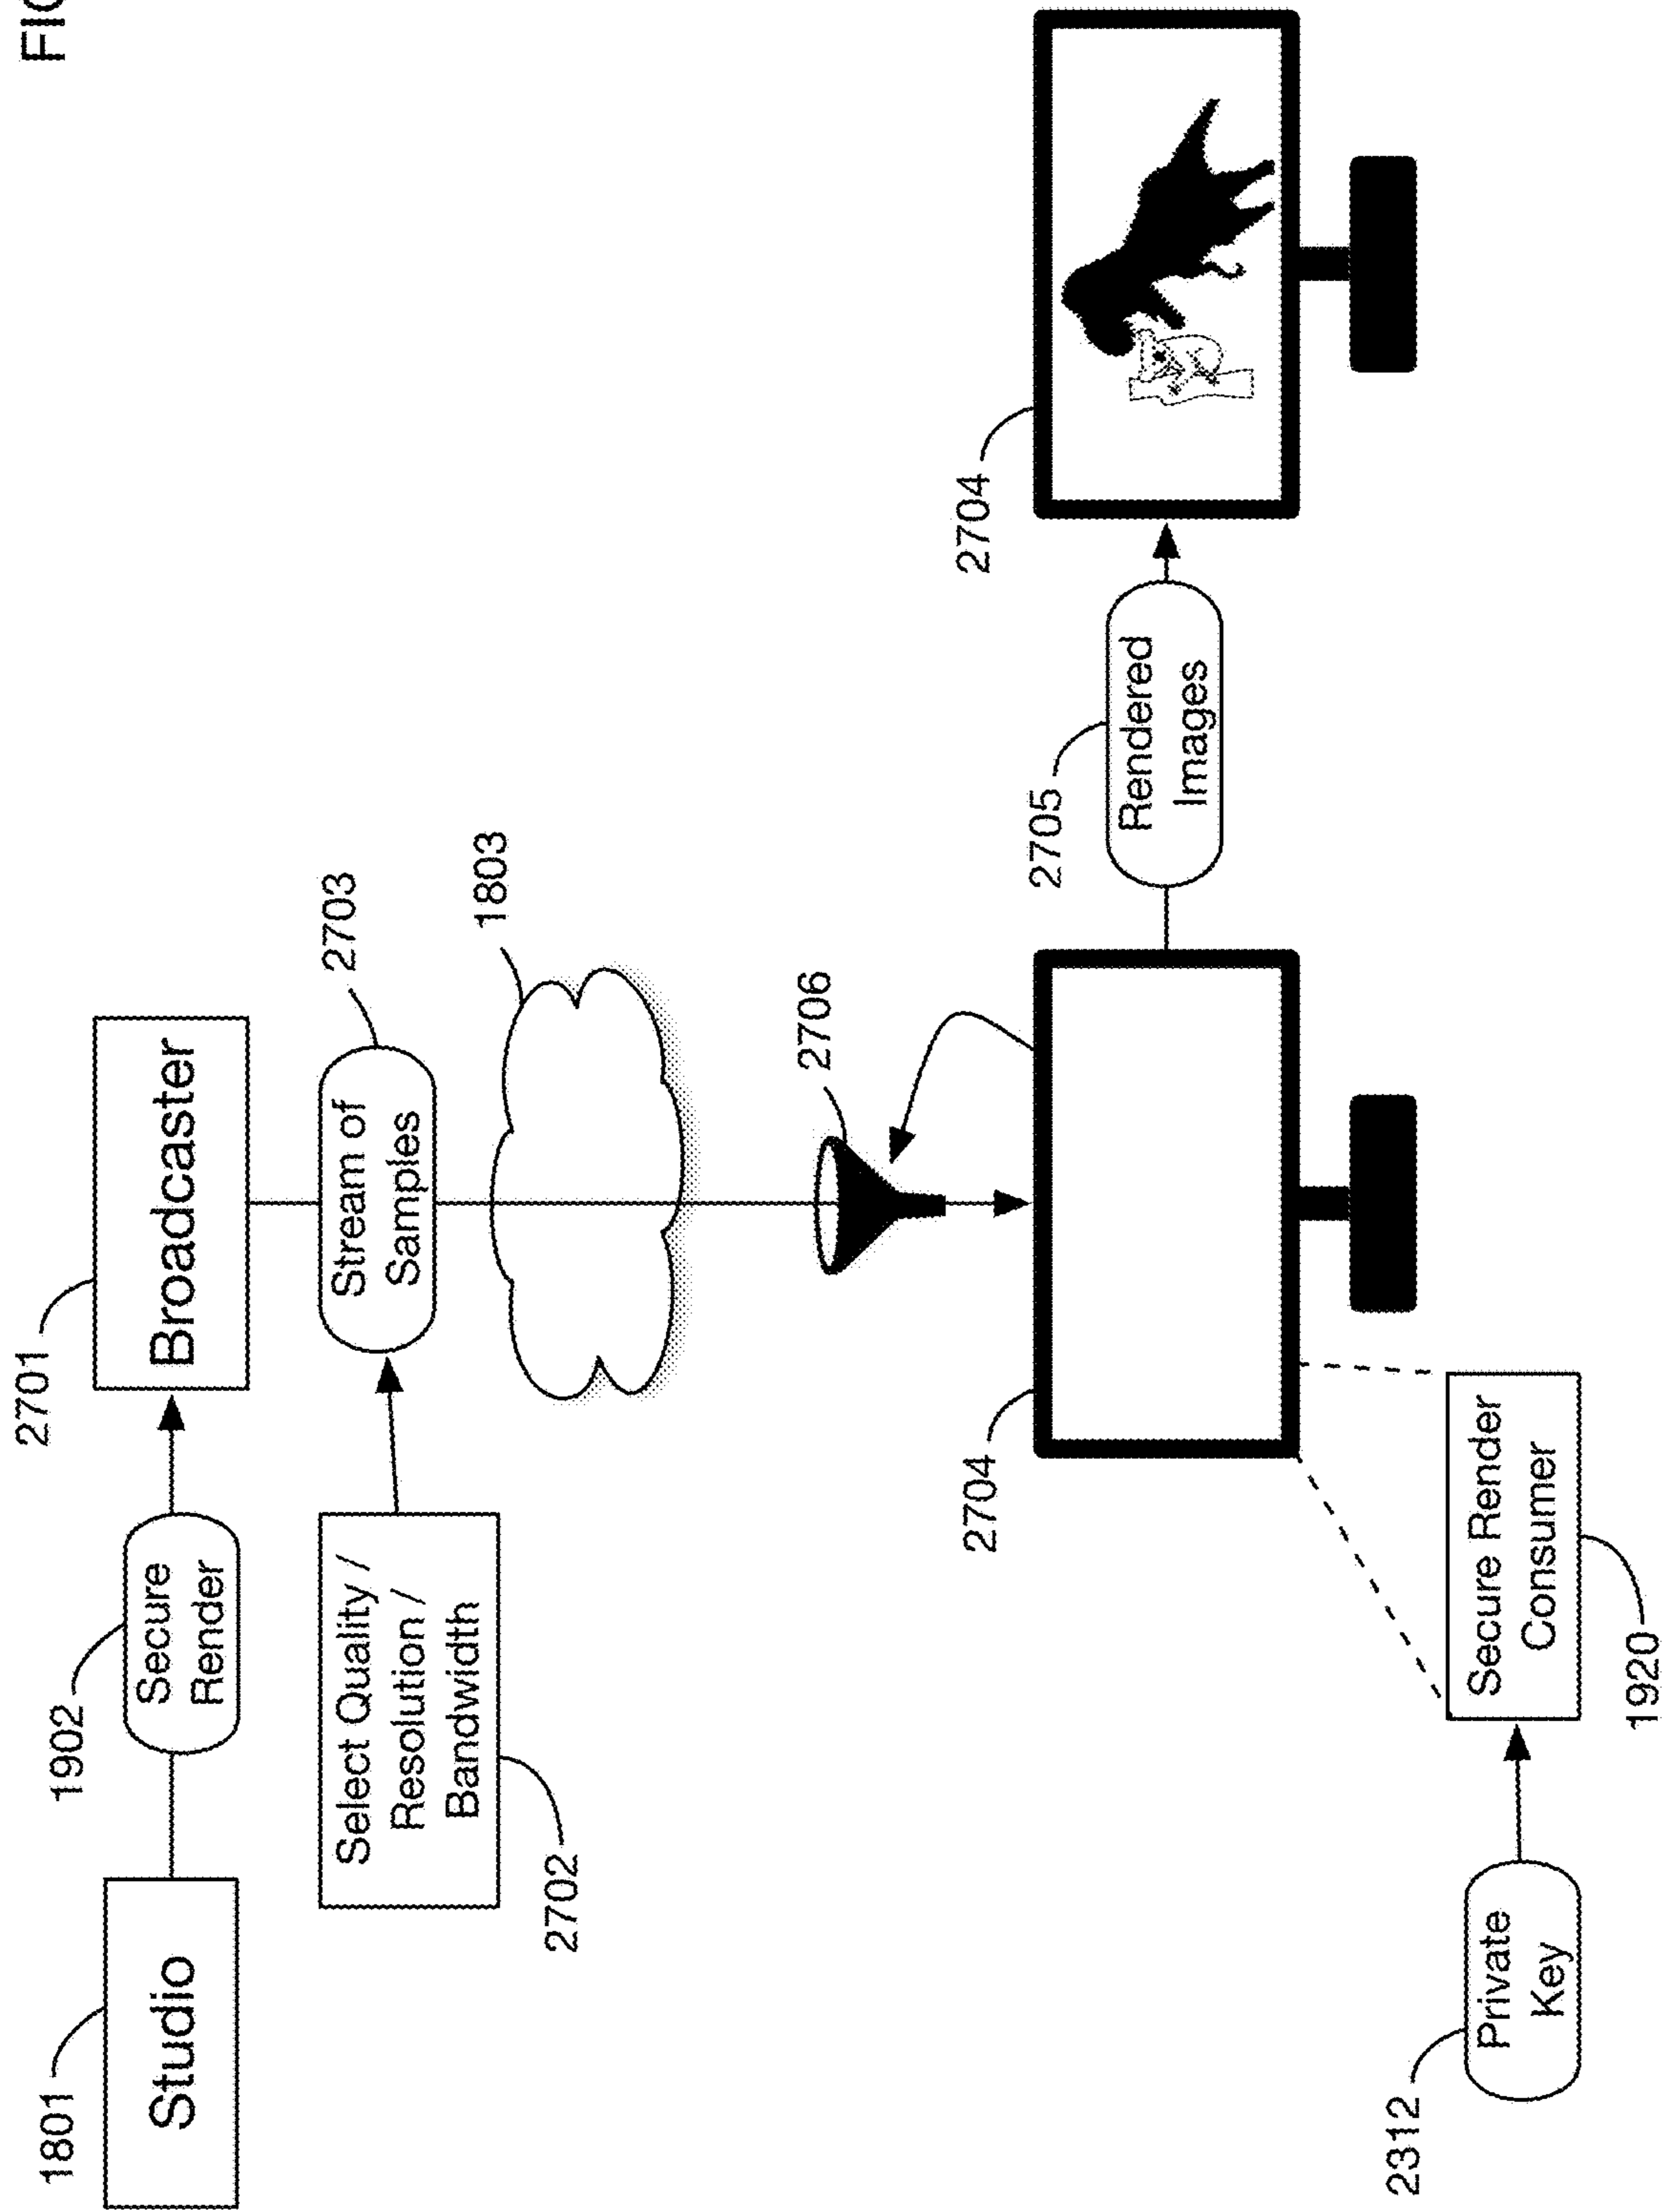 FIG
1801
Studio
1902
Secure
Render
2701
Broadcaster
2702
Select Quality /
Resolution /
Bandwidth
2703
Stream of
Samples
1803
2706
2704
2705
Rendered
Images
2704
2312
Private
Key
Secure Render
Consumer
1920